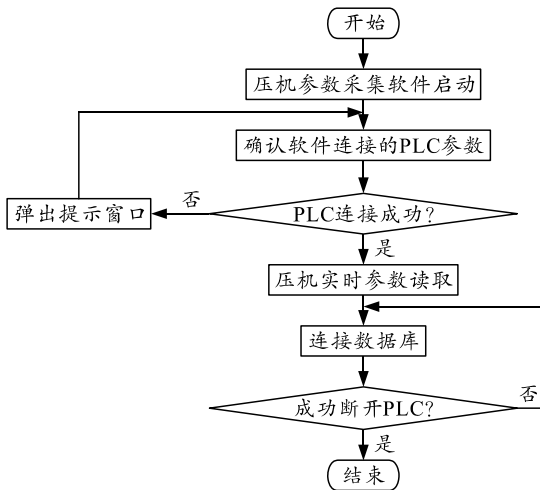 开始
压机参数采集软件启动
确认软件连接的PLC参数
否
弹出提示窗口
PLC连接成功?
是
压机实时参数读取
连接数据库
成功断开PLC?
否
是
结束